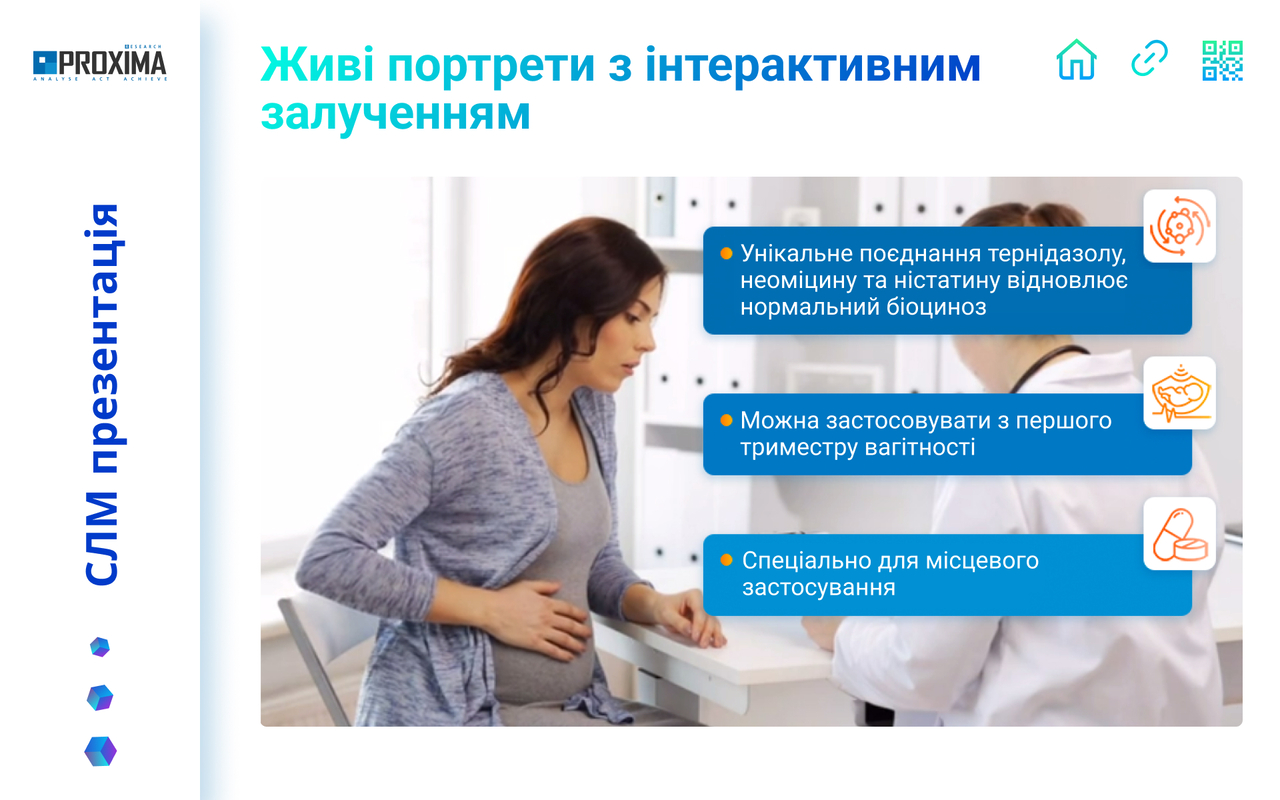 RESEARCH
PROXIMA
ANALYSE ACT ACHIEVE
СЛМ презентація
Живі портрети з інтерактивним
залученням
Унікальне поєднання тернідазолу,
неоміцину та ністатину відновлює
нормальний біоциноз
Можна застосовувати з першого
триместру вагітності
Спеціально для місцевого
застосування